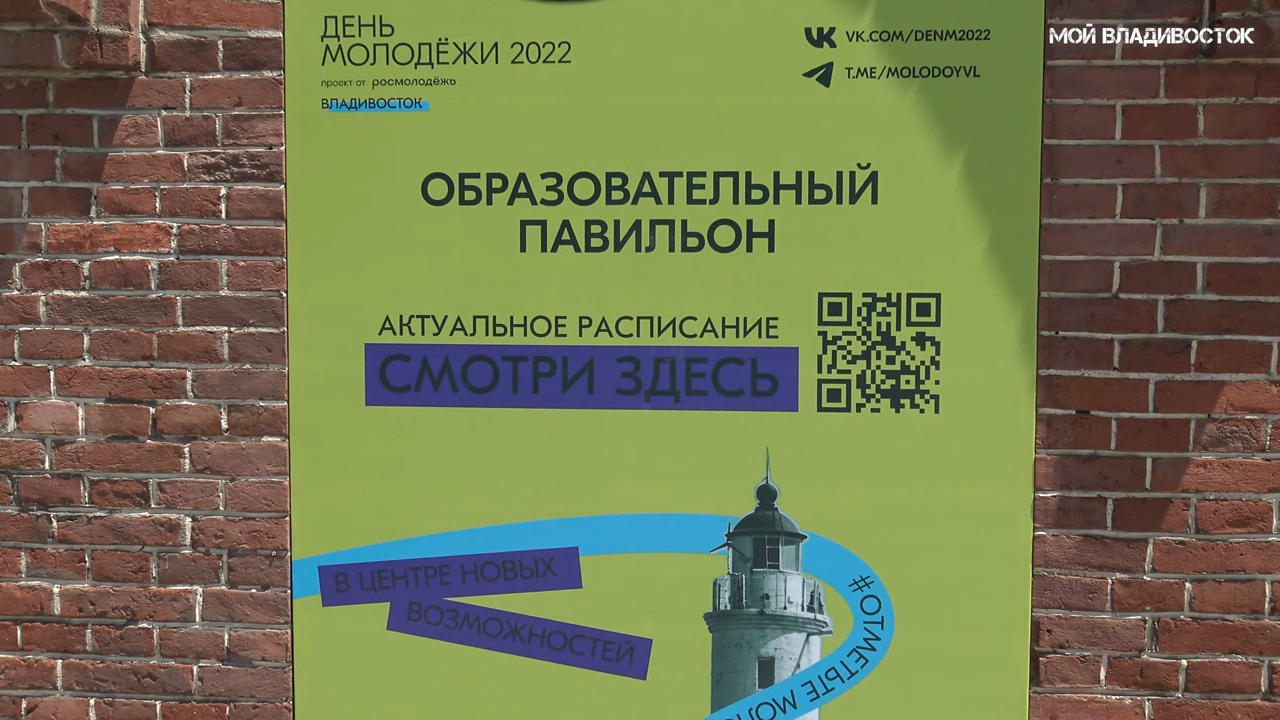 ДЕНЬ
МОЛОДЁЖИ 2022
проект от росмолодёжь
ВЛАДИВОСТОК
VK.COM/DENM2022
T.ME/MOLODOYVL
МОЙ ВЛАДИВОСТОК
ОБРАЗОВАТЕЛЬНЫЙ
ПАВИЛЬОН
АКТУАЛЬНОЕ РАСПИСАНИЕ
СМОТРИ ЗДЕСЬ
В ЦЕНТРЕ НОВЫХ
ВОЗМОЖНОСТЕЙ